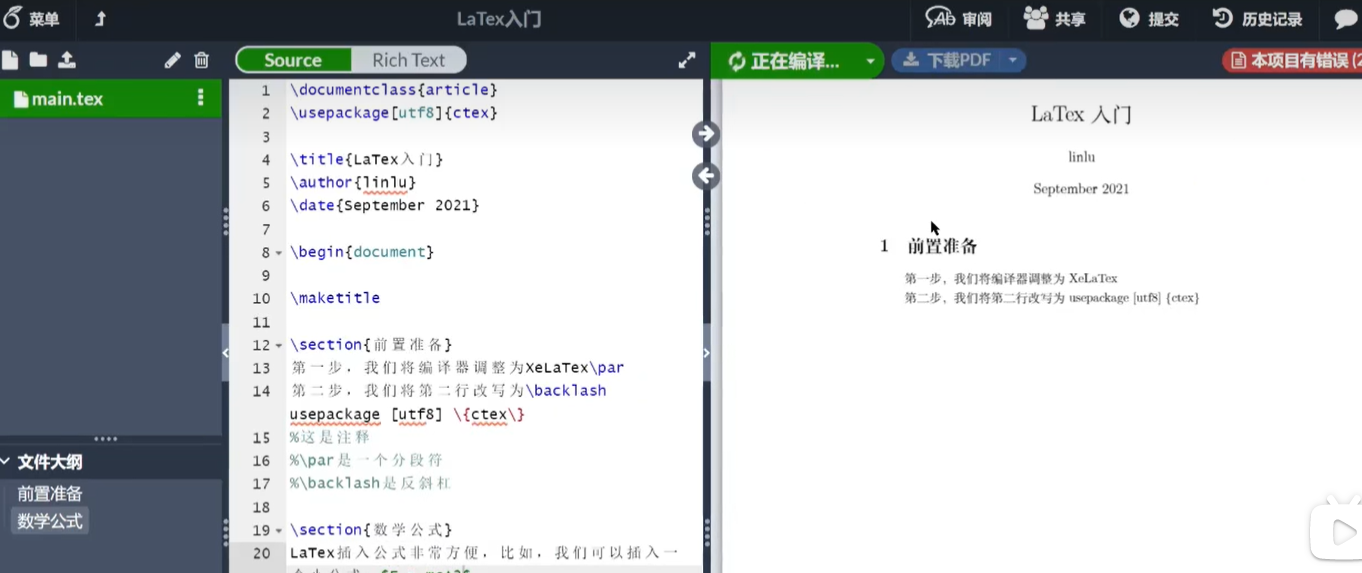 菜单
LaTex入门
审阅
共享
提交
历史记录
Source
Rich Text
正在编译...
下载PDF
本项目有错误(2
main.tex
1 \documentclass{article}
2 \usepackage[utf8]{ctex}
3
4 \title{LaTex入门}
5 \author{linlu}
6 \date{September 2021}
7
8 \begin{document}
9
10 \maketitle
11
12 \section{前置准备}
13 第一步，我们将编译器调整为XeLaTex\par
14 第二步，我们将第二行改写为\backlash
usepackage [utf8] \{ctex\}
15 %这是注释
16 %\par是一个分段符
17 %\backlash是反斜杠
18
19 \section{数学公式}
20 LaTex插入公式非常方便，比如，我们可以插入一
文件大纲
前置准备
数学公式
LaTex 入门
linlu
September 2021
1 前置准备
第一步，我们将编译器调整为 XeLaTex
第二步，我们将第二行改写为 usepackage [utf8] {ctex}